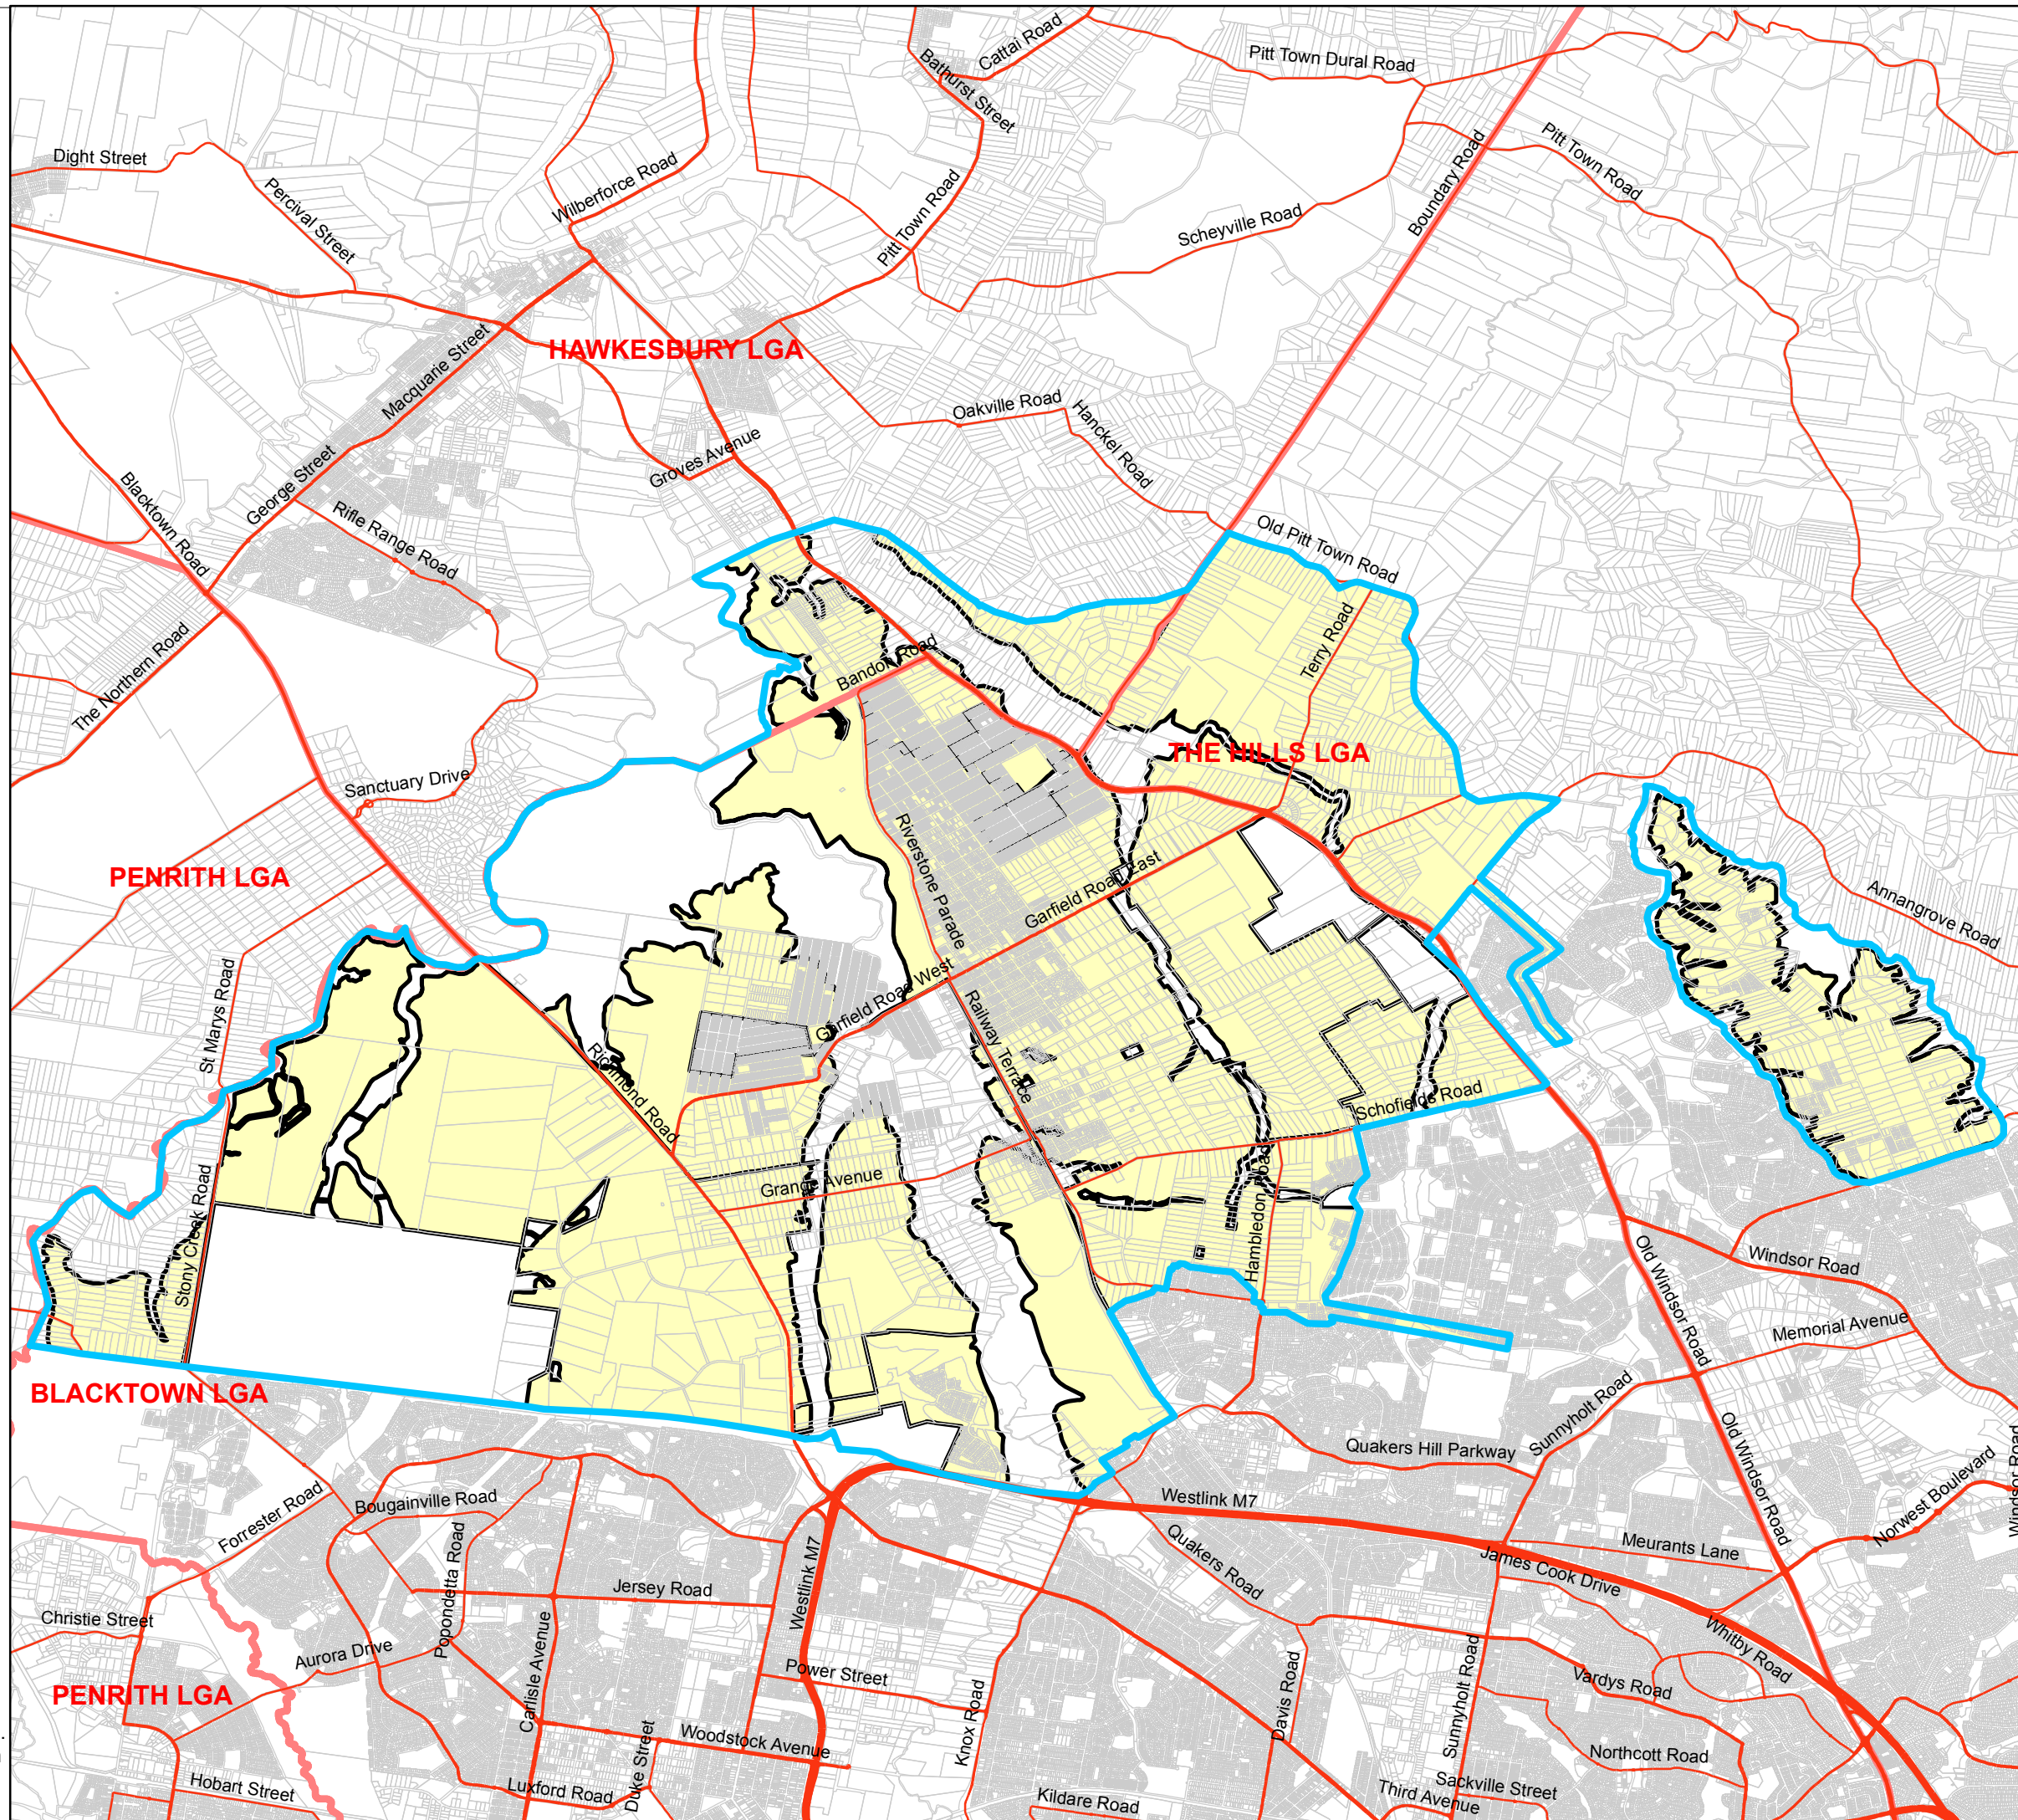 Cattai Road
Pitt Town Dural Road
Bathurst Street
Dight Street
Percival Street
Wilberforce Road
Pitt Town Road
Boundary Road
Pitt Town Road
Scheyville Road
HAWKESBURY LGA
Macquarie Street
Oakville Road
Hanckel Road
Groves Avenue
George Street
Blacktown Road
Rifle Range Road
Old Pitt Town Road
Terry Road
Bandon Road
The Northern Road
THE HILLS LGA
Sanctuary Drive
Riverstone Parade
PENRITH LGA
Garfield Road East
Annangrove Road
St Marys Road
Garfield Road West
Railway Terrace
Richmond Road
Schofields Road
Grange Avenue
Hambledon Road
Stony Creek Road
Old Windsor Road
Windsor Road
Memorial Avenue
BLACKTOWN LGA
Sunnyholt Road
Old Windsor Road
Quakers Hill Parkway
Norwest Boulevard
Windsor Road
Forrester Road
Bougainville Road
Westlink M7
Quakers Road
Meurants Lane
James Cook Drive
Popondetta Road
Jersey Road
Westlink M7
Christie Street
Aurora Drive
Carlisle Avenue
Power Street
Whitby Road
Vardys Road
PENRITH LGA
Knox Road
Davis Road
Sunnyholt Road
Woodstock Avenue
Duke Street
Northcott Road
Hobart Street
Luxford Road
Kildare Road
Third Avenue
Sackville Street